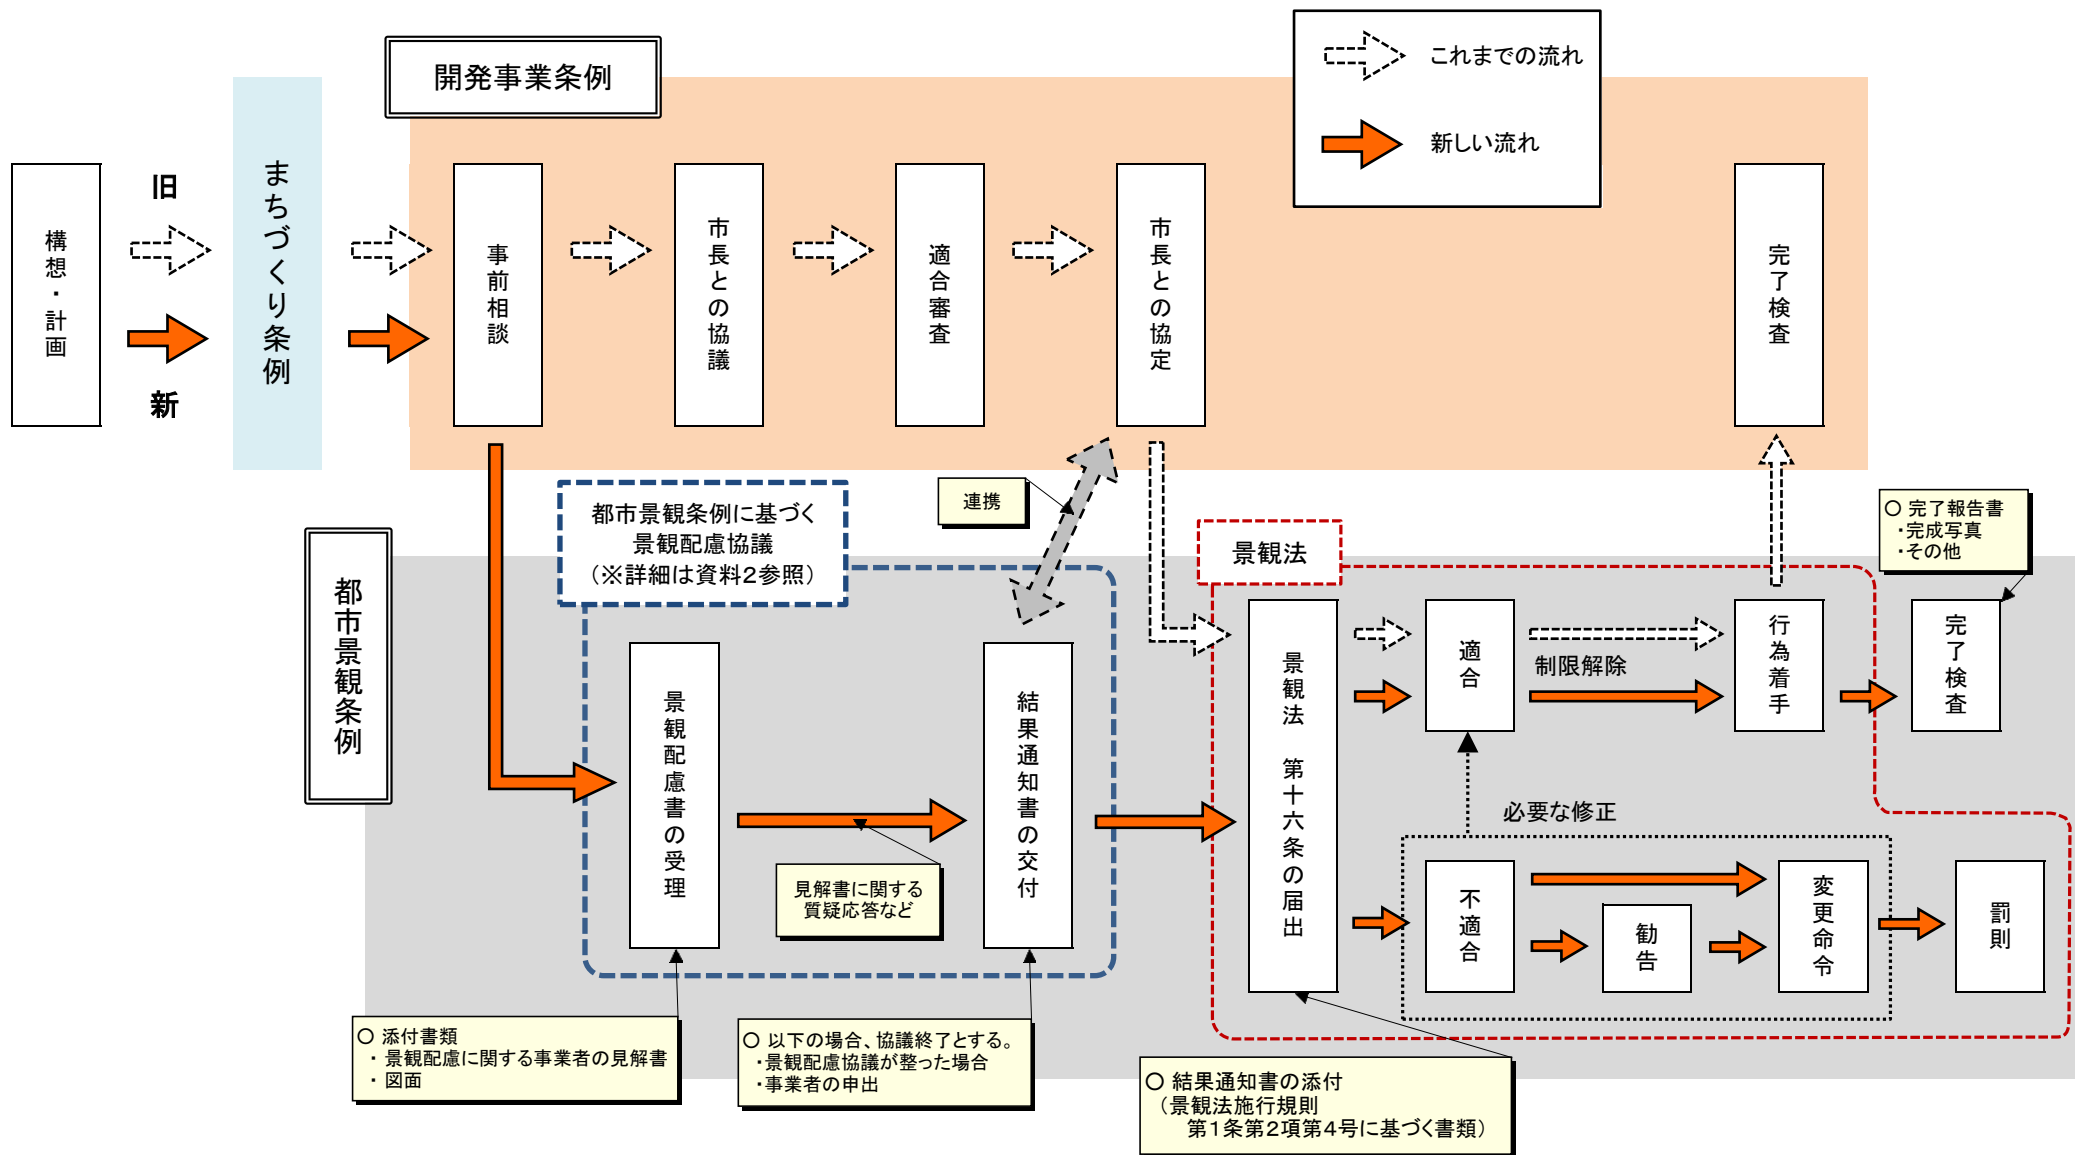 開発事業条例
これまでの流れ
新しい流れ
構想・計画
旧
新
まちづくり条例
事前相談
市長との協議
適合審査
市長との協定
完了検査
都市景観条例に基づく
景観配慮協議
（※詳細は資料2参照）
連携
景観法
〇 完了報告書
・完成写真
・その他
都市景観条例
景観配慮書の受理
結果通知書の交付
見解書に関する
質疑応答など
景観法 第十六条の届出
適合
制限解除
行為着手
完了検査
必要な修正
不適合
勧告
変更命令
罰則
〇 添付書類
・ 景観配慮に関する事業者の見解書
・ 図面
〇 以下の場合、協議終了とする。
・景観配慮協議が整った場合
・事業者の申出
〇 結果通知書の添付
（景観法施行規則
第1条第2項第4号に基づく書類）